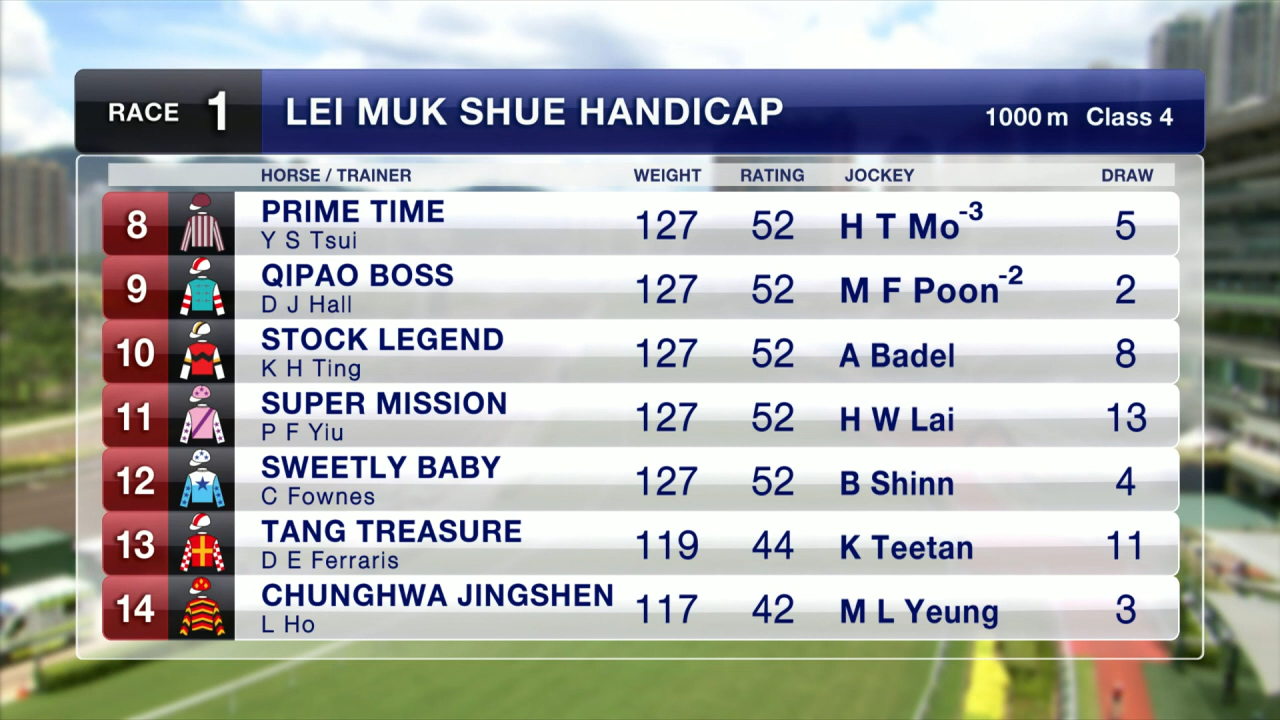 RACE 1 LEI MUK SHUE HANDICAP 1000 m Class 4
HORSE / TRAINER WEIGHT RATING JOCKEY DRAW
8 PRIME TIME 127 52 H T Mo-3 5
Y S Tsui
9 QIPAO BOSS 127 52 M F Poon-2 2
D J Hall
10 STOCK LEGEND 127 52 A Badel 8
K H Ting
11 SUPER MISSION 127 52 H W Lai 13
P F Yiu
12 SWEETLY BABY 127 52 B Shinn 4
C Fownes
13 TANG TREASURE 119 44 K Teetan 11
D E Ferraris
14 CHUNGHWA JINGSHEN 117 42 M L Yeung 3
L Ho